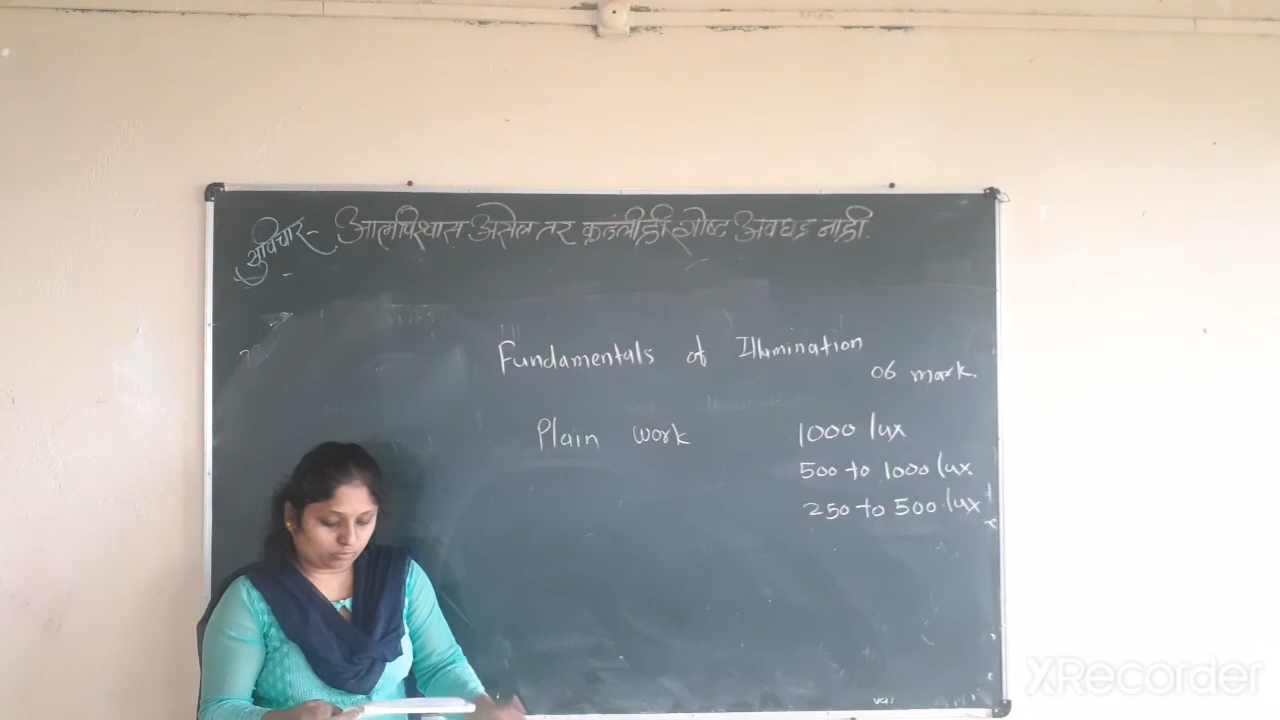 सुविचार- आत्मविश्वास असेल तर कुठलीही गोष्ट अवघड नाही.
Fundamentals of Illumination
06 mark.
Plain work 1000 lux
500 to 1000 lux
250 to 500 lux
XRecorder